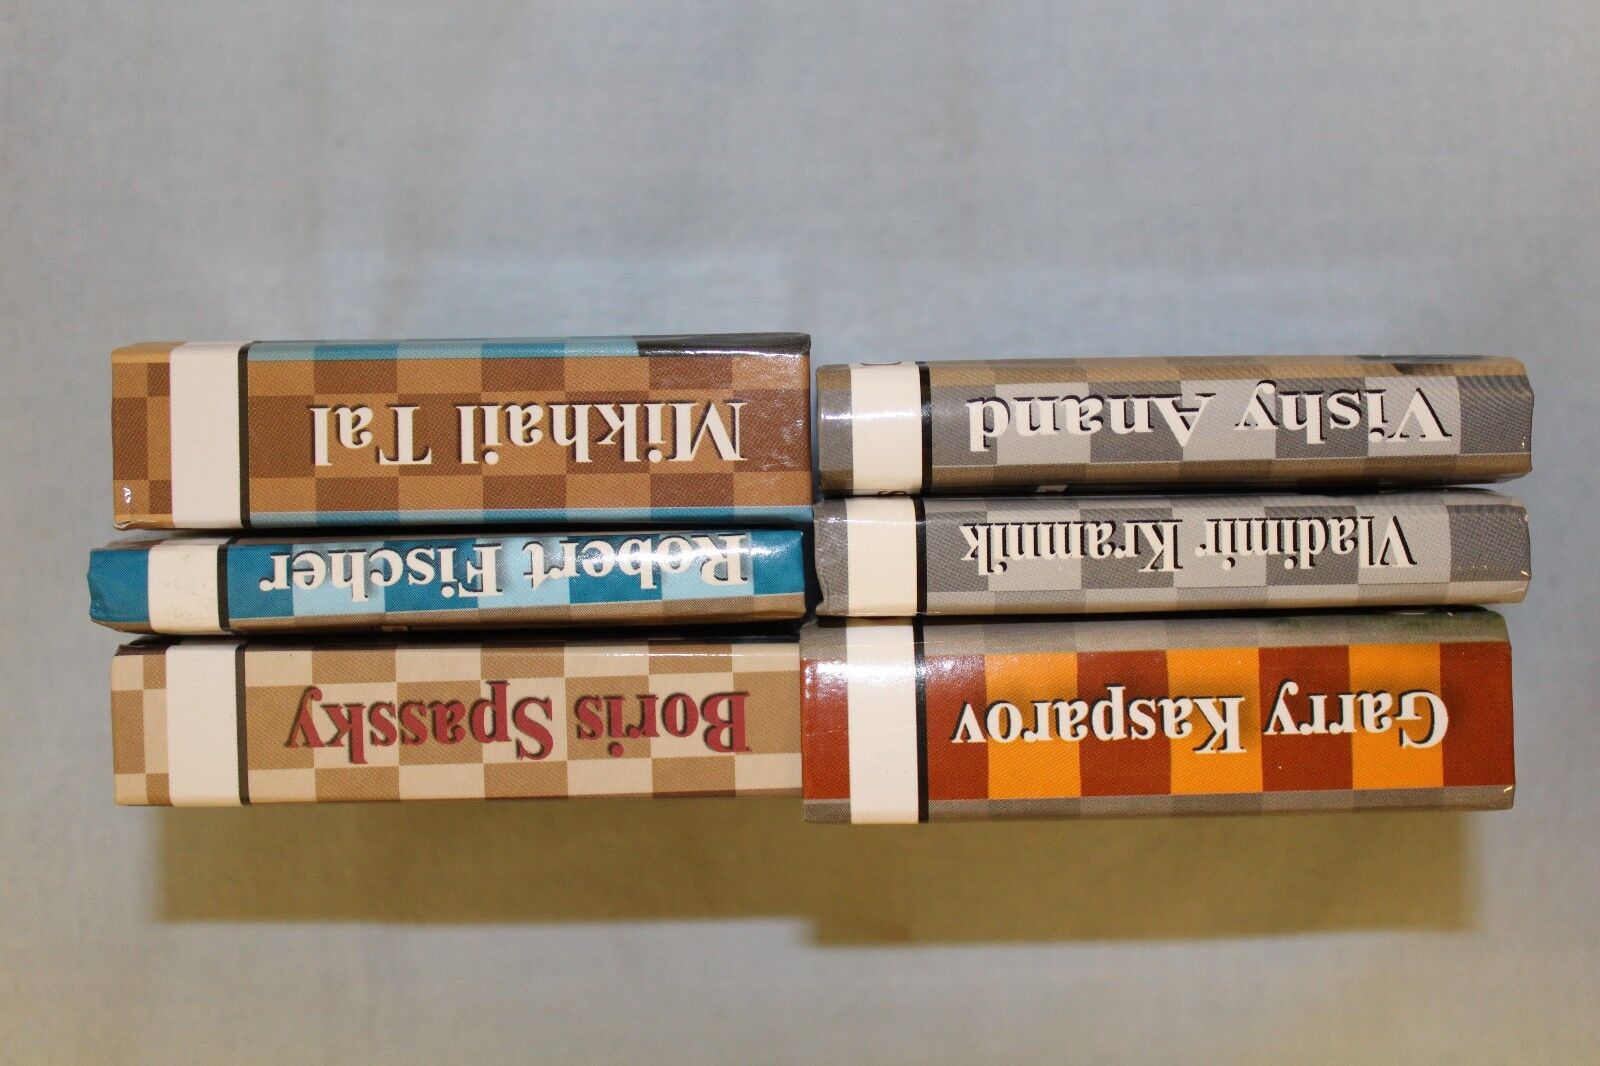 Mikhail Tal
Robert Fischer
Boris Spassky
Vishy Anand
Vladimir Kramnik
Garry Kasparov